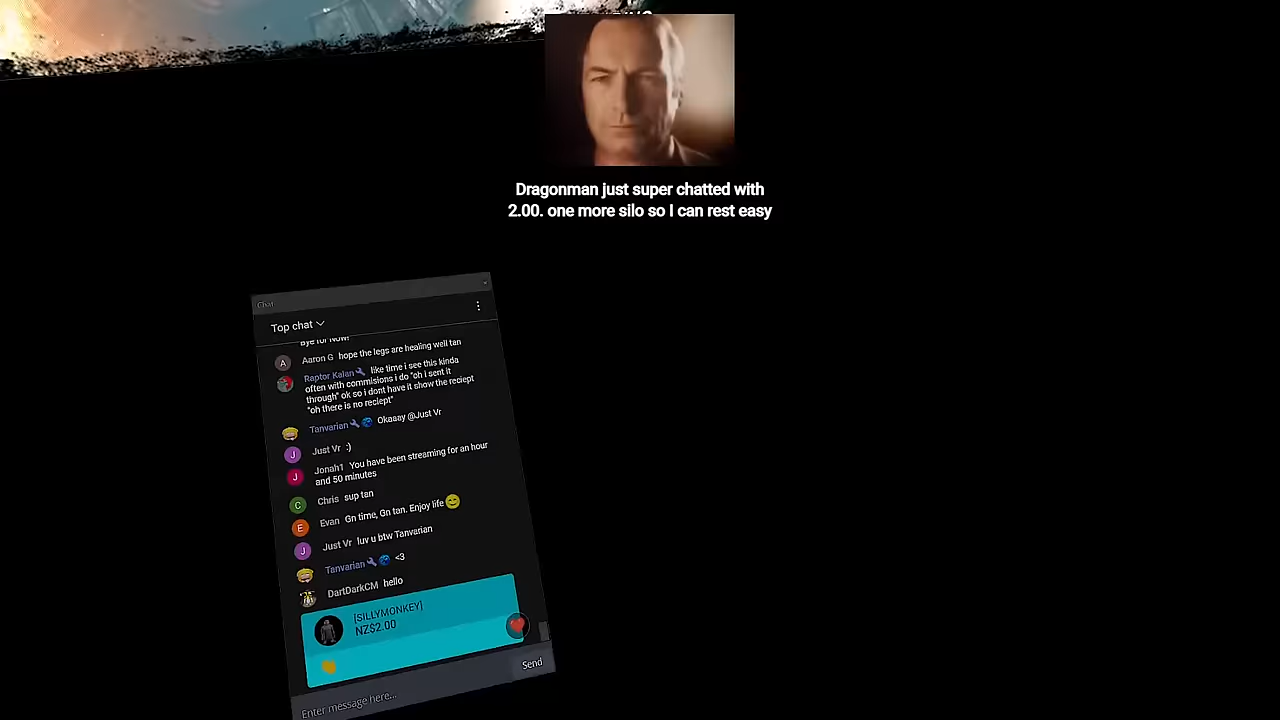 Dragonman just super chatted with
2.00. one more silo so I can rest easy
Chat
Top chat
Bye for Now!
Aaron G hope the legs are healing well tan
Raptor Kalan like time i see this kinda
often with commisions i do "oh i sent it
through" ok so i dont have it show the reciept
"oh there is no reciept"
Tanvarian Okaaay @Just Vr
Just Vr :)
Jonah1 You have been streaming for an hour
and 50 minutes
Chris sup tan
Evan Gn time, Gn tan. Enjoy life
Just Vr luv u btw Tanvarian
Tanvarian <3
DartDarkCM hello
|SILLYMONKEY|
NZ$2.00
Send
Enter message here...